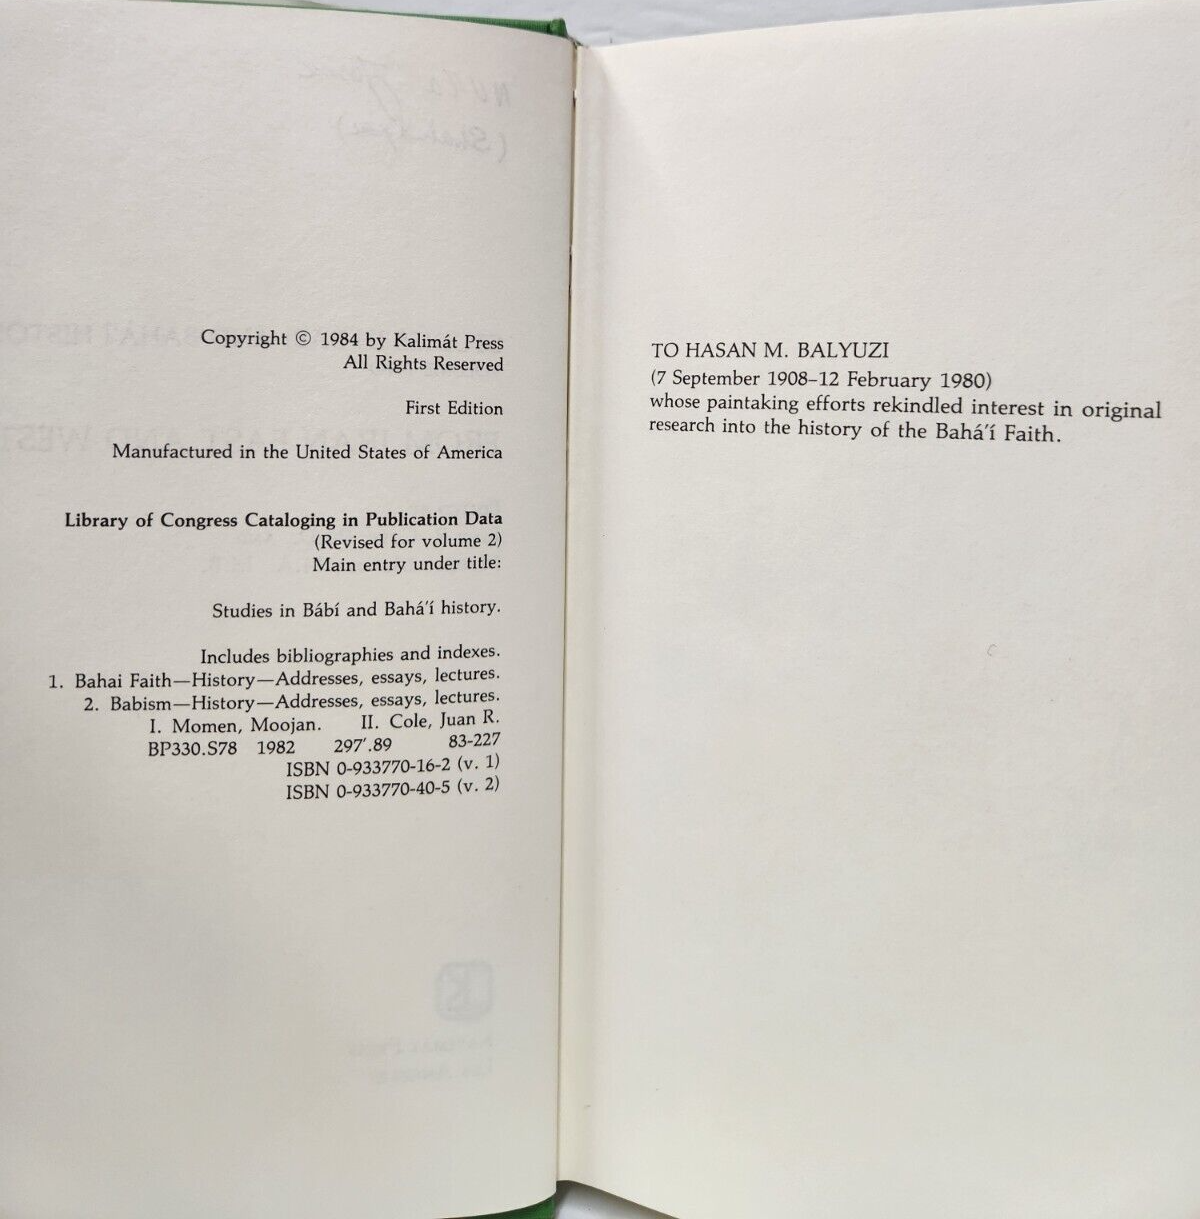 Copyright © 1984 by Kalimát Press
All Rights Reserved
First Edition
Manufactured in the United States of America
Library of Congress Cataloging in Publication Data
(Revised for volume 2)
Main entry under title:
Studies in Bábí and Bahá'í history.
Includes bibliographies and indexes.
1. Bahai Faith—History—Addresses, essays, lectures.
2. Babism—History—Addresses, essays, lectures.
I. Momen, Moojan. II. Cole, Juan R.
BP330.S78 1982 297'.89 83-227
ISBN 0-933770-16-2 (v. 1)
ISBN 0-933770-40-5 (v. 2)
TO HASAN M. BALYUZI
(7 September 1908–12 February 1980)
whose paintaking efforts rekindled interest in original
research into the history of the Bahá'í Faith.